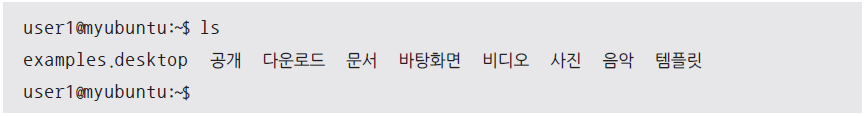 user1@myubuntu:~$ ls
examples.desktop 공개 다운로드 문서 바탕화면 비디오 사진 음악 템플릿
user1@myubuntu:~$